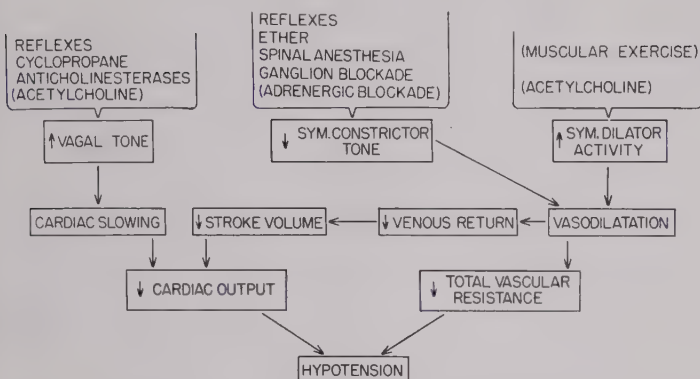 REFLEXES
CYCLOPROPANE
ANTICHOLINESTERASES
(ACETYLCHOLINE)
REFLEXES
ETHER
SPINAL ANESTHESIA
GANGLION BLOCKADE
(ADRENERGIC BLOCKADE)
(MUSCULAR EXERCISE)
(ACETYLCHOLINE)
↑ VAGAL TONE
↓ SYM. CONSTRICTOR
TONE
↑ SYM. DILATOR
ACTIVITY
CARDIAC SLOWING
↓ STROKE VOLUME
↓ VENOUS RETURN
VASODILATATION
↓ CARDIAC OUTPUT
↓ TOTAL VASCULAR
RESISTANCE
HYPOTENSION